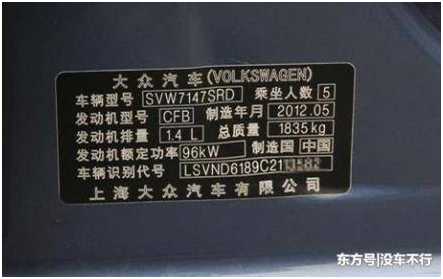 大众汽车(VOLKSWAGEN)
车辆型号 SVW7147SRD 乘坐人数 5
发动机型号 CFB 制造年月 2012.05
发动机排量 1.4 L 总质量 1835kg
发动机额定功率 96kW 制造国 中国
车辆识别代号 LSVND6189C21
上海大众汽车有限公司
东方号|没车不行